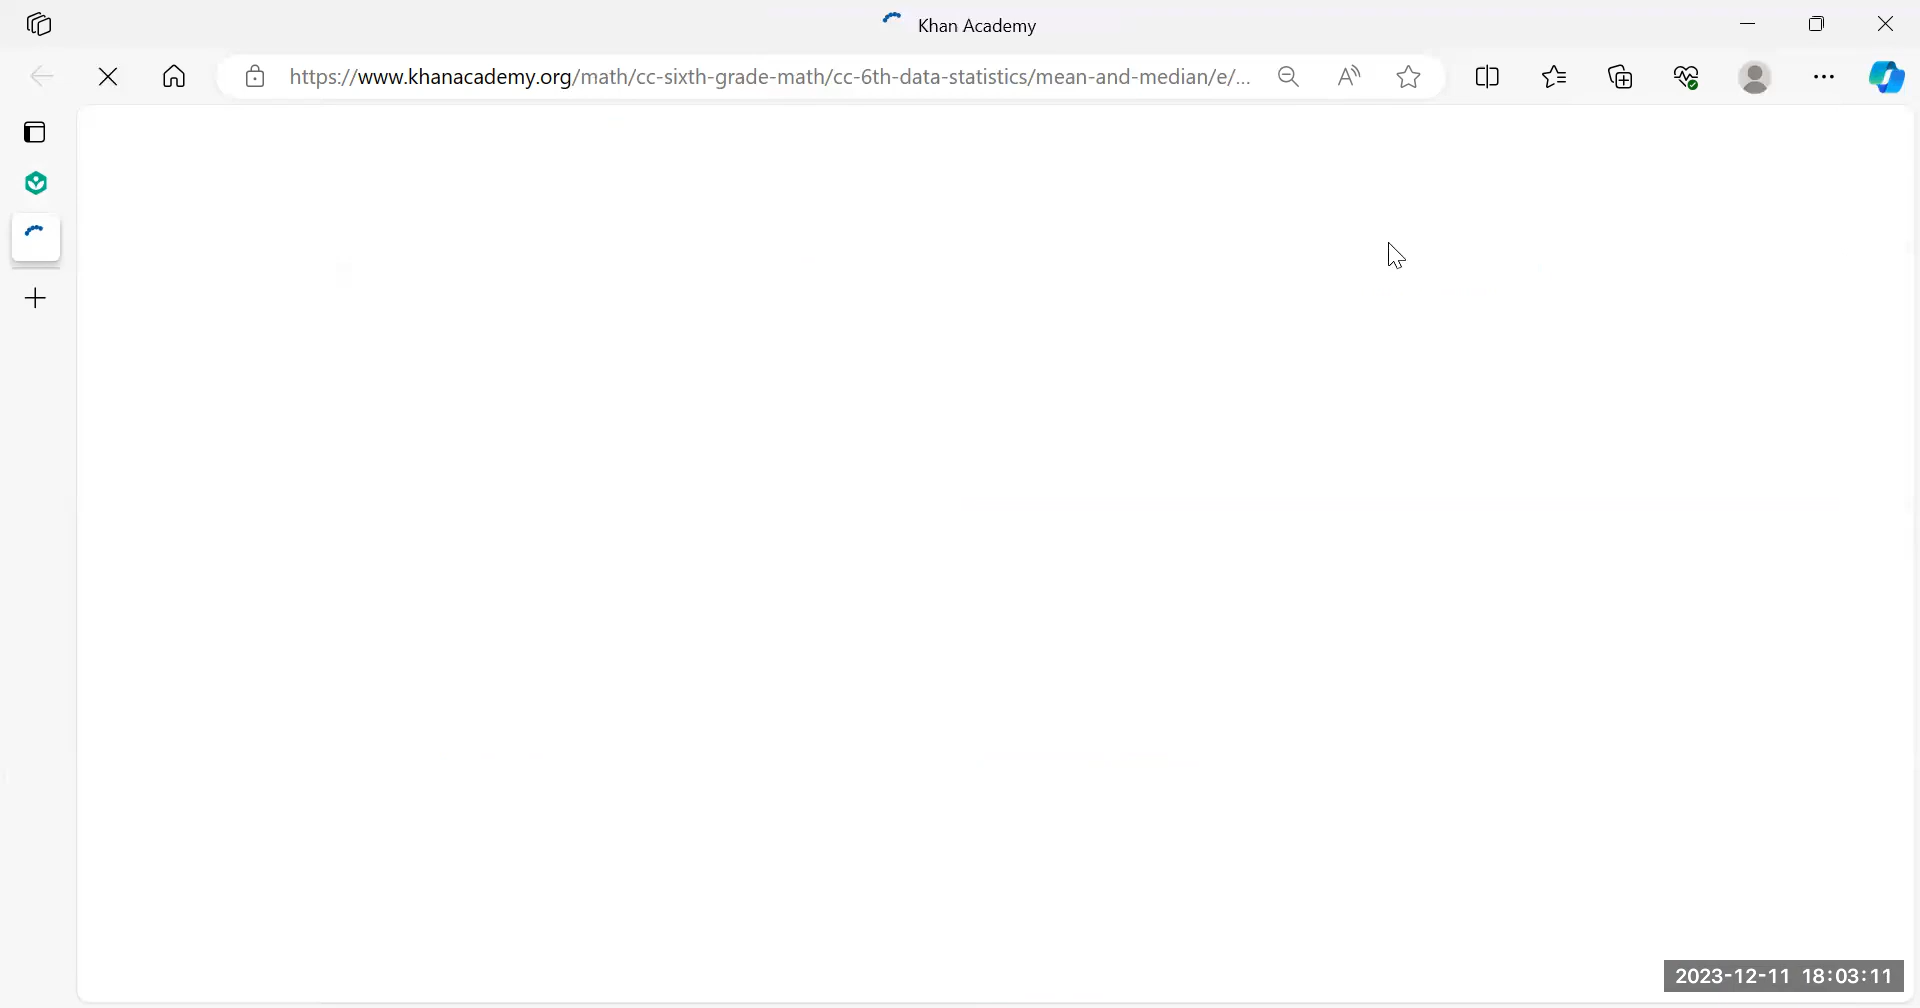 Khan Academy
https://www.khanacademy.org/math/cc-sixth-grade-math/cc-6th-data-statistics/mean-and-median/e/...
2023-12-11 18:03:11